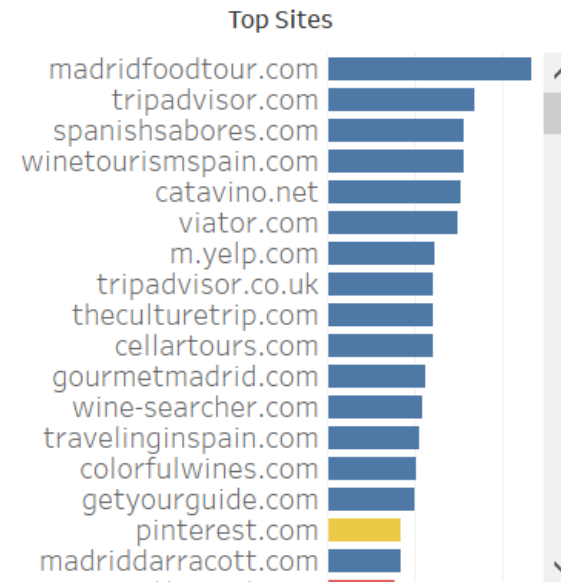 Top Sites
madridfoodtour.com
tripadvisor.com
spanishsabores.com
winetourismspain.com
catavino.net
viator.com
m.yelp.com
tripadvisor.co.uk
theculturetrip.com
cellartours.com
gourmetmadrid.com
wine-searcher.com
travelinginspain.com
colorfulwines.com
getyourguide.com
pinterest.com
madriddarracott.com